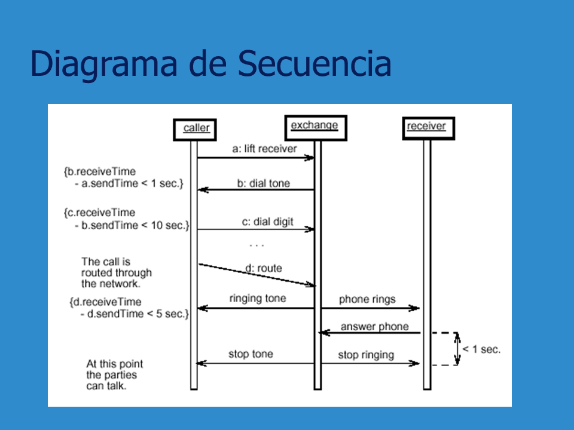 Diagrama de Secuencia
caller
exchange
receiver
a: lift receiver
{b.receiveTime
- a.sendTime < 1 sec.}
b: dial tone
{c.receiveTime
- b.sendTime < 10 sec.}
c: dial digit
. . .
The call is
routed through
the network.
d: route
{d.receiveTime
- d.sendTime < 5 sec.}
ringing tone
phone rings
answer phone
< 1 sec.
stop tone
stop ringing
At this point
the parties
can talk.